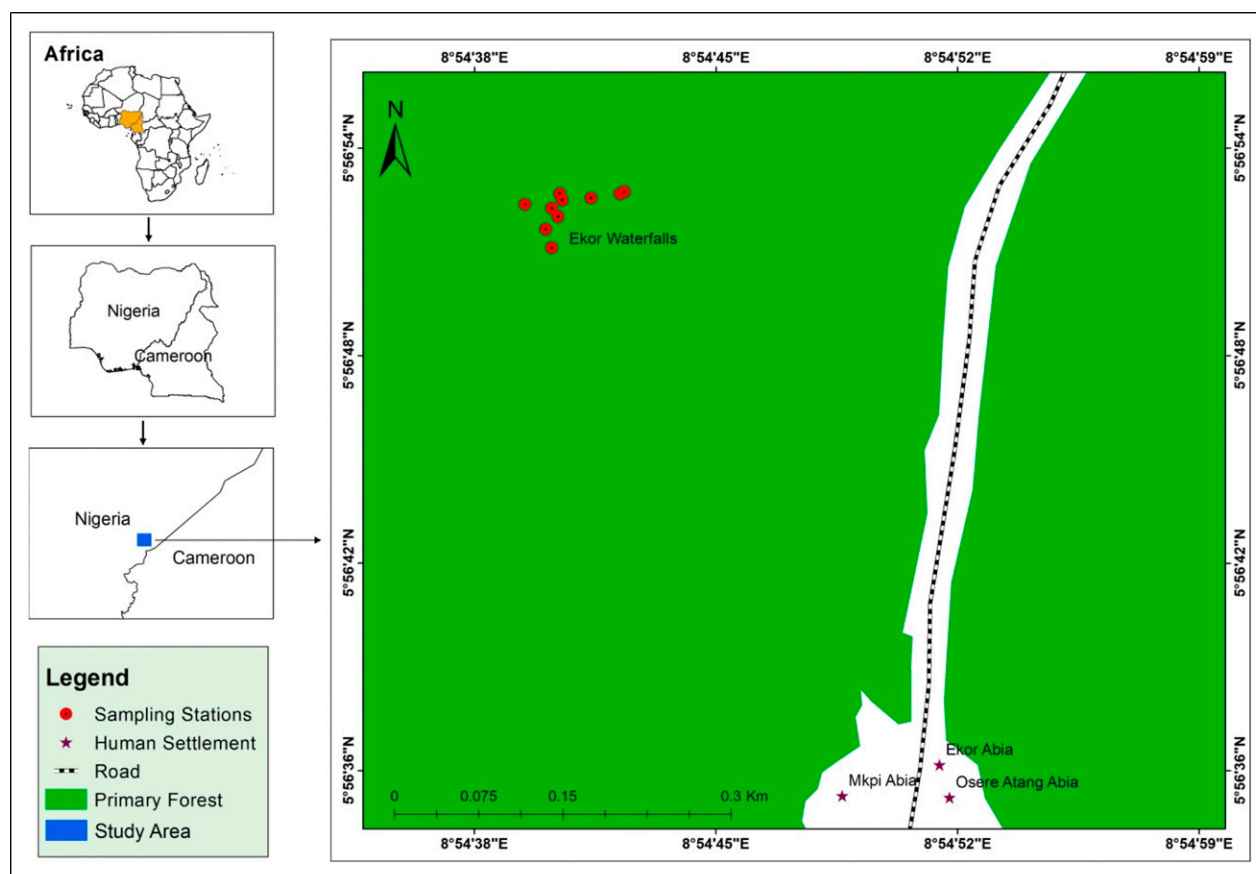 Africa
Nigeria
Cameroon
Nigeria
Cameroon
Legend
Sampling Stations
Human Settlement
Road
Primary Forest
Study Area
8°54'38"E 8°54'45"E 8°54'52"E 8°54'59"E
N
5°56'54"N 5°56'54"N
Ekor Waterfalls
5°56'48"N 5°56'48"N
5°56'42"N 5°56'42"N
Ekor Abia
5°56'36"N 5°56'36"N
Mkpi Abia Osere Atang Abia
0 0.075 0.15 0.3 Km
8°54'38"E 8°54'45"E 8°54'52"E 8°54'59"E